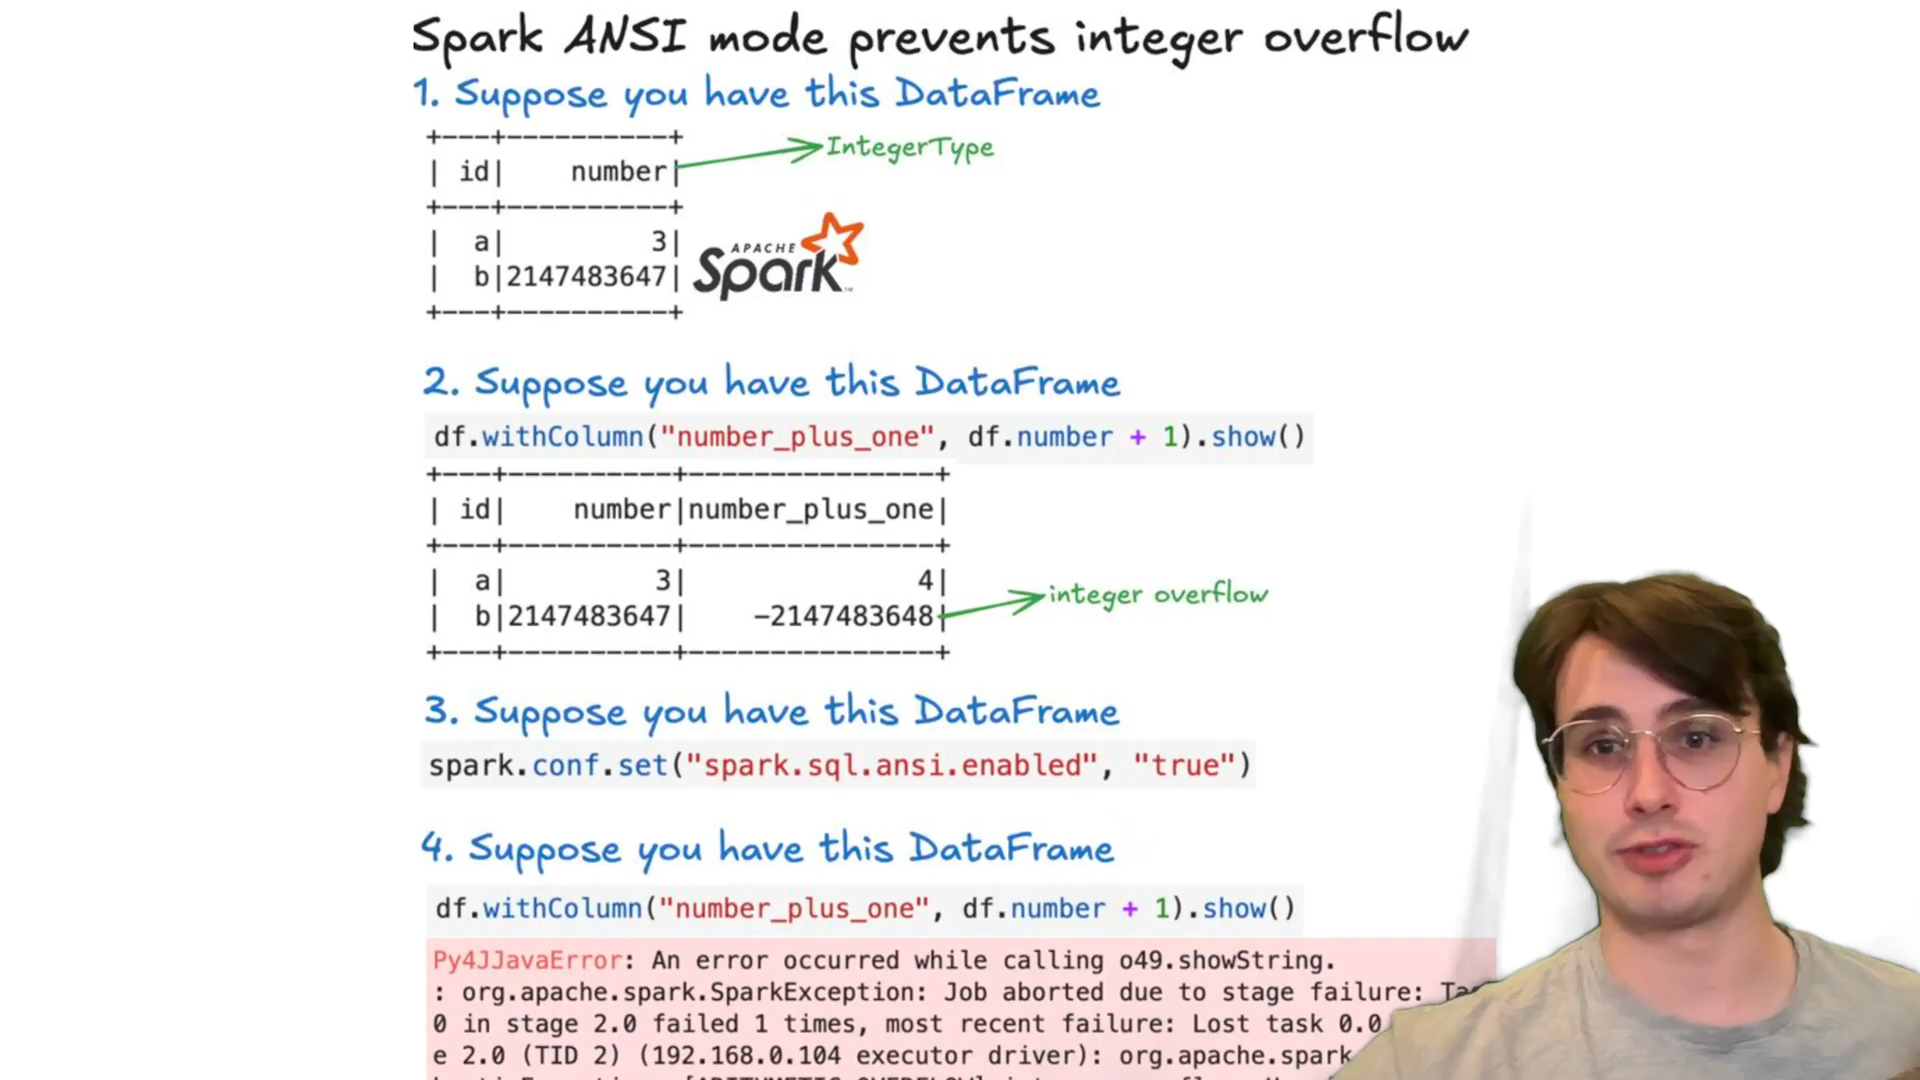 Spark ANSI mode prevents integer overflow
1. Suppose you have this DataFrame
+---+----------+
| id|    number|
IntegerType
+---+----------+
|  a|         3|
|  b|2147483647|
+---+----------+
APACHE
Spark™
2. Suppose you have this DataFrame
df.withColumn("number_plus_one", df.number + 1).show()
+---+----------+---------------+
| id|    number|number_plus_one|
+---+----------+---------------+
|  a|         3|              4|
|  b|2147483647|    -2147483648|
integer overflow
+---+----------+---------------+
3. Suppose you have this DataFrame
spark.conf.set("spark.sql.ansi.enabled", "true")
4. Suppose you have this DataFrame
df.withColumn("number_plus_one", df.number + 1).show()
Py4JJavaError: An error occurred while calling o49.showString.
: org.apache.spark.SparkException: Job aborted due to stage failure:
0 in stage 2.0 failed 1 times, most recent failure: Lost task 0.0
e 2.0 (TID 2) (192.168.0.104 executor driver): org.apache.spark